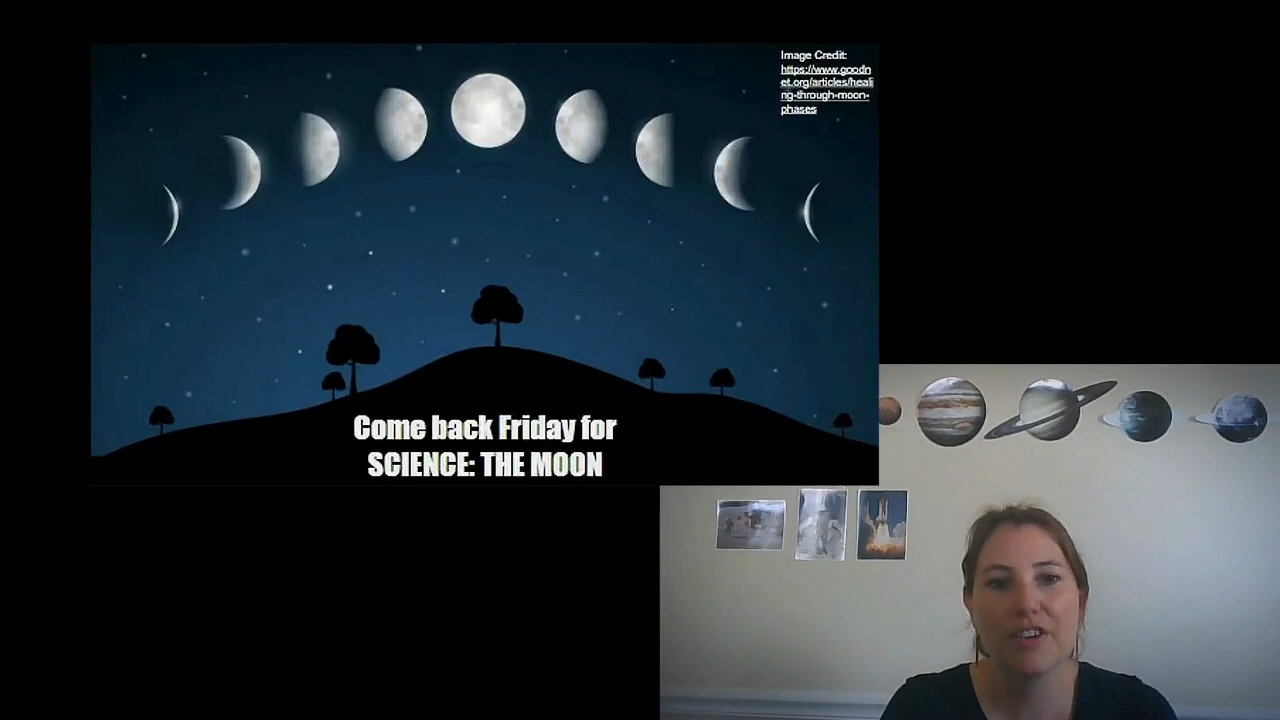 Image Credit:
https://www.goodn
et.org/articles/heali
ng-through-moon-
phases
Come back Friday for
SCIENCE: THE MOON